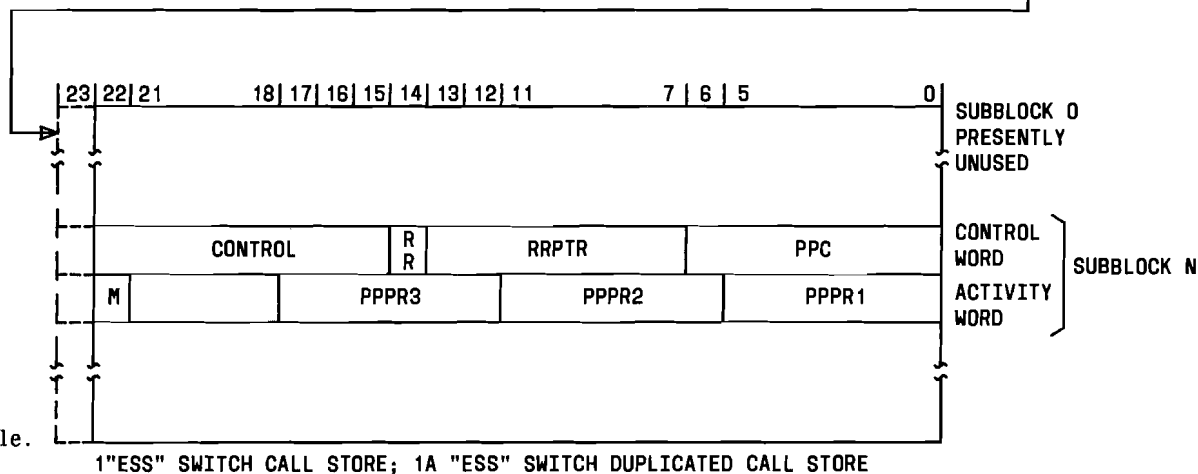 23 22 21 18 17 16 15 14 13 12 11 7 6 5 0
SUBBLOCK 0
PRESENTLY
UNUSED
CONTROL RR RRPTR PPC
CONTROL
WORD
SUBBLOCK N
M PPPR3 PPPR2 PPPR1
ACTIVITY
WORD
le.
1"ESS" SWITCH CALL STORE; 1A "ESS" SWITCH DUPLICATED CALL STORE